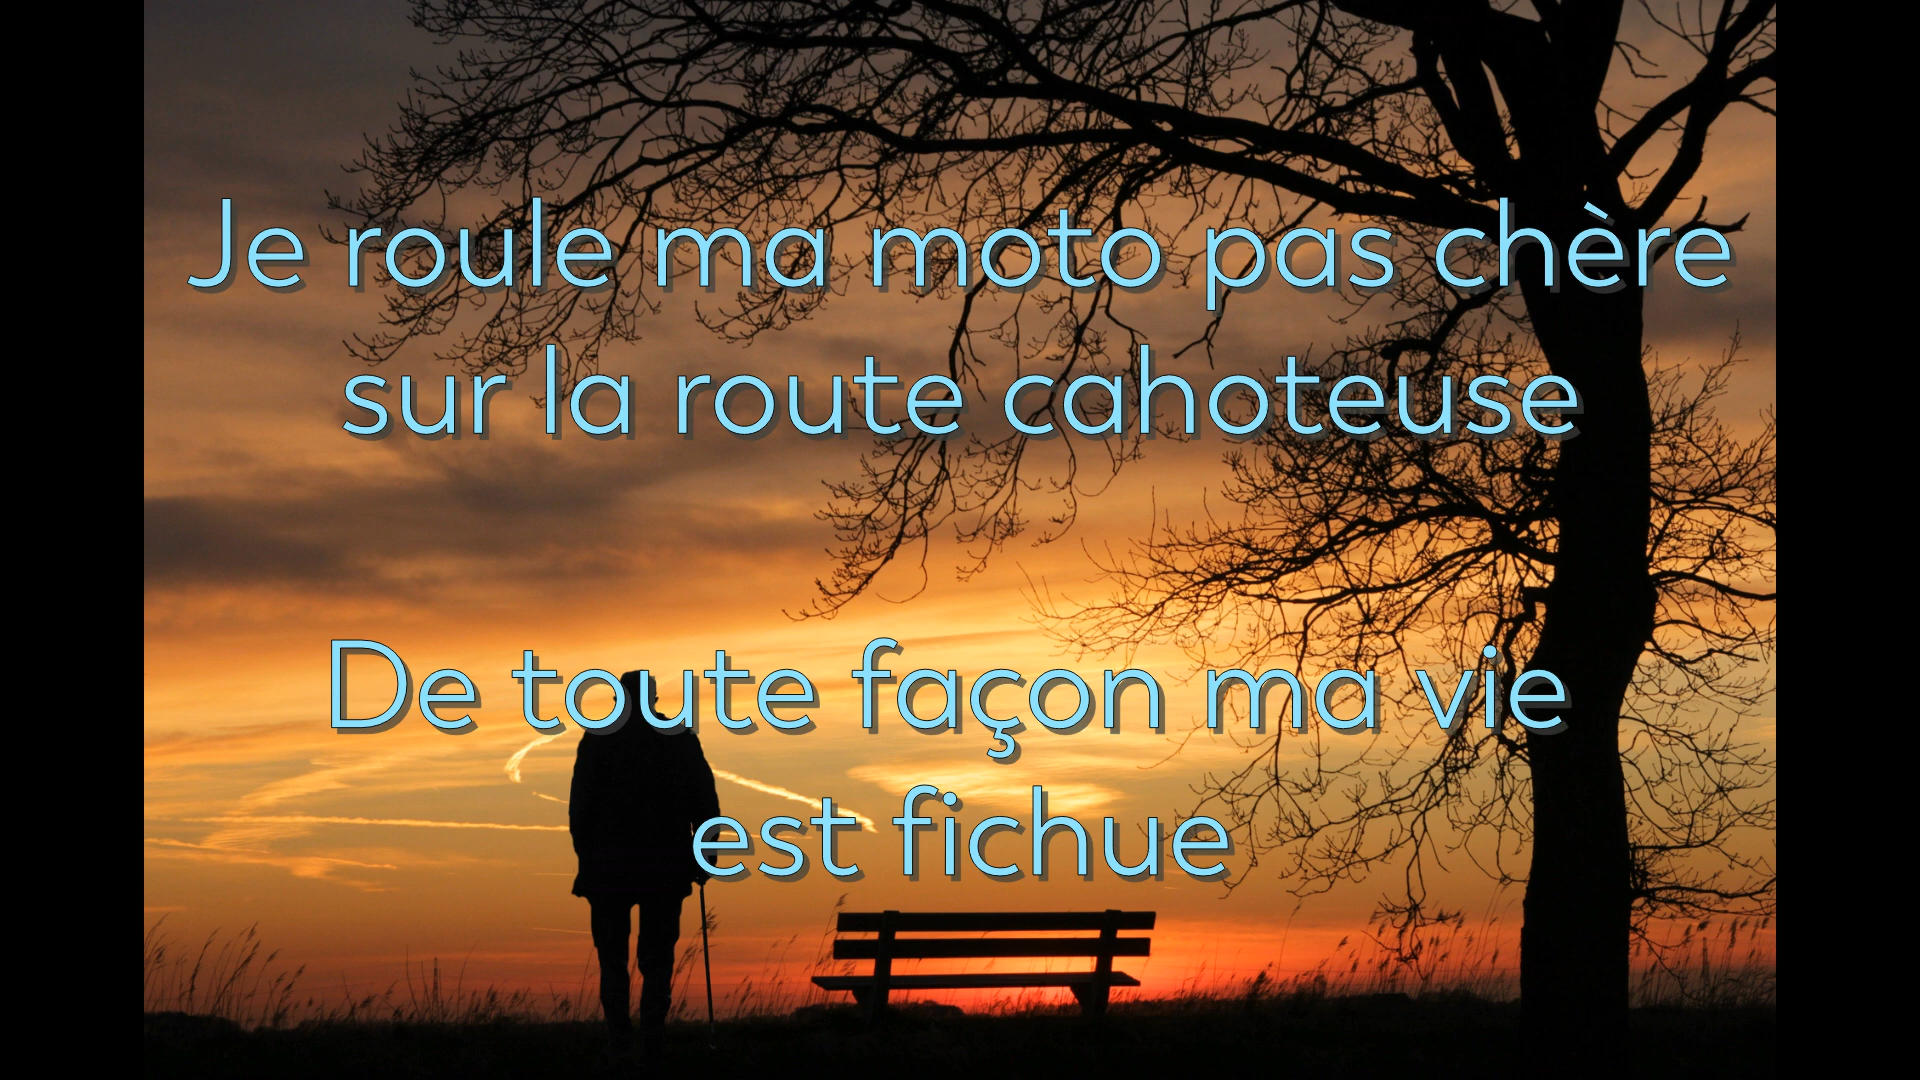 Je roule ma moto pas chère
sur la route cahoteuse
De toute façon ma vie
est fichue